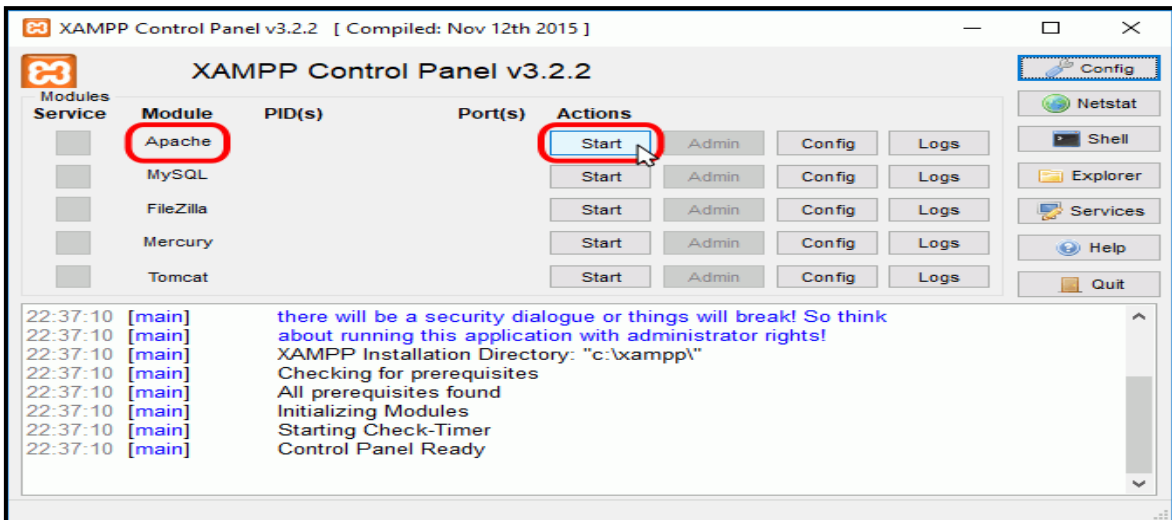 XAMPP Control Panel v3.2.2 [ Compiled: Nov 12th 2015 ]
XAMPP Control Panel v3.2.2
Config
Modules
Service Module PID(s) Port(s) Actions
Netstat
Apache Start Admin Config Logs
Shell
MySQL Start Admin Config Logs
Explorer
FileZilla Start Admin Config Logs
Services
Mercury Start Admin Config Logs
Help
Tomcat Start Admin Config Logs
Quit
22:37:10 [main] there will be a security dialogue or things will break! So think
22:37:10 [main] about running this application with administrator rights!
22:37:10 [main] XAMPP Installation Directory: "c:\xampp\"
22:37:10 [main] Checking for prerequisites
22:37:10 [main] All prerequisites found
22:37:10 [main] Initializing Modules
22:37:10 [main] Starting Check-Timer
22:37:10 [main] Control Panel Ready